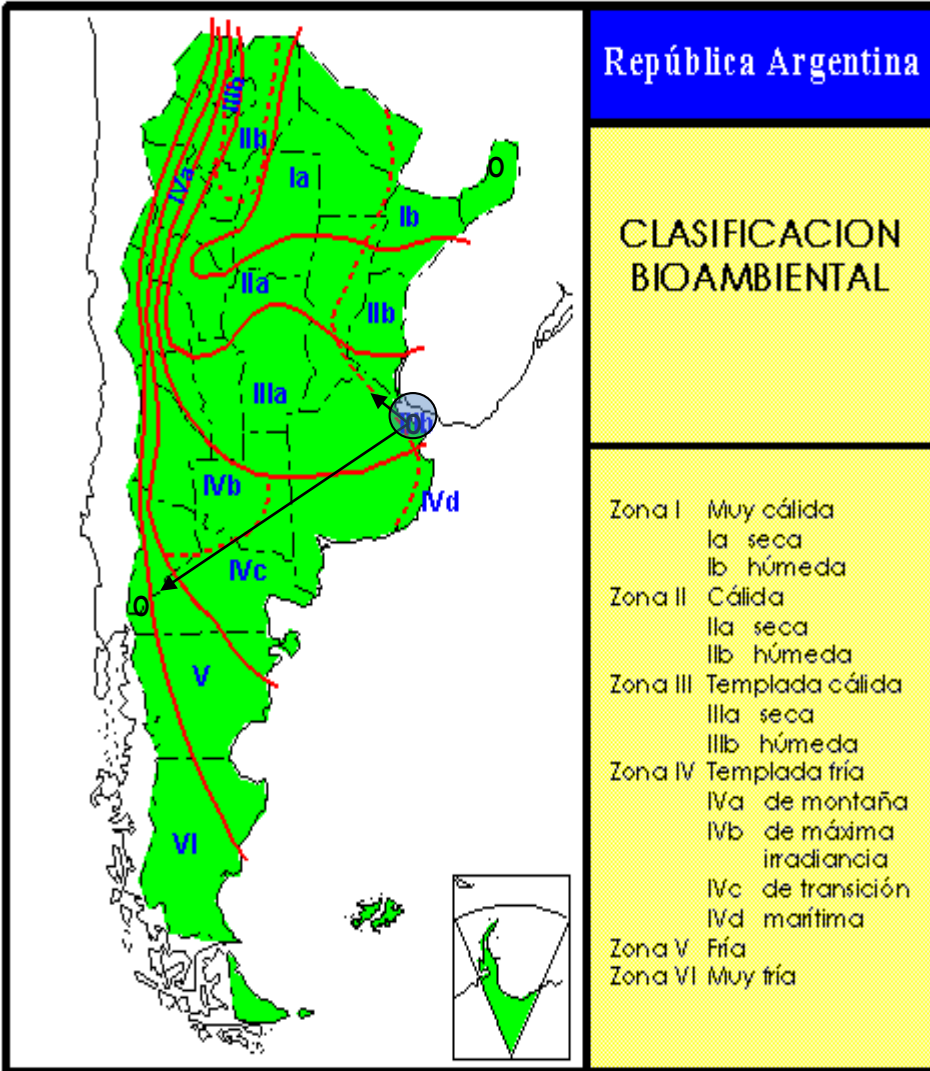 República Argentina
CLASIFICACION
BIOAMBIENTAL
Zona I Muy cálida
Ia seca
Ib húmeda
Zona II Cálida
IIa seca
IIb húmeda
Zona III Templada cálida
IIIa seca
IIIb húmeda
Zona IV Templada fría
IVa de montaña
IVb de máxima
irradiancia
IVc de transición
IVd marítima
Zona V Fría
Zona VI Muy fría
IIIb
IIb
Ia
IVa
O
Ib
IIa
IIb
IIIa
IVb
IVd
IVc
O
V
VI